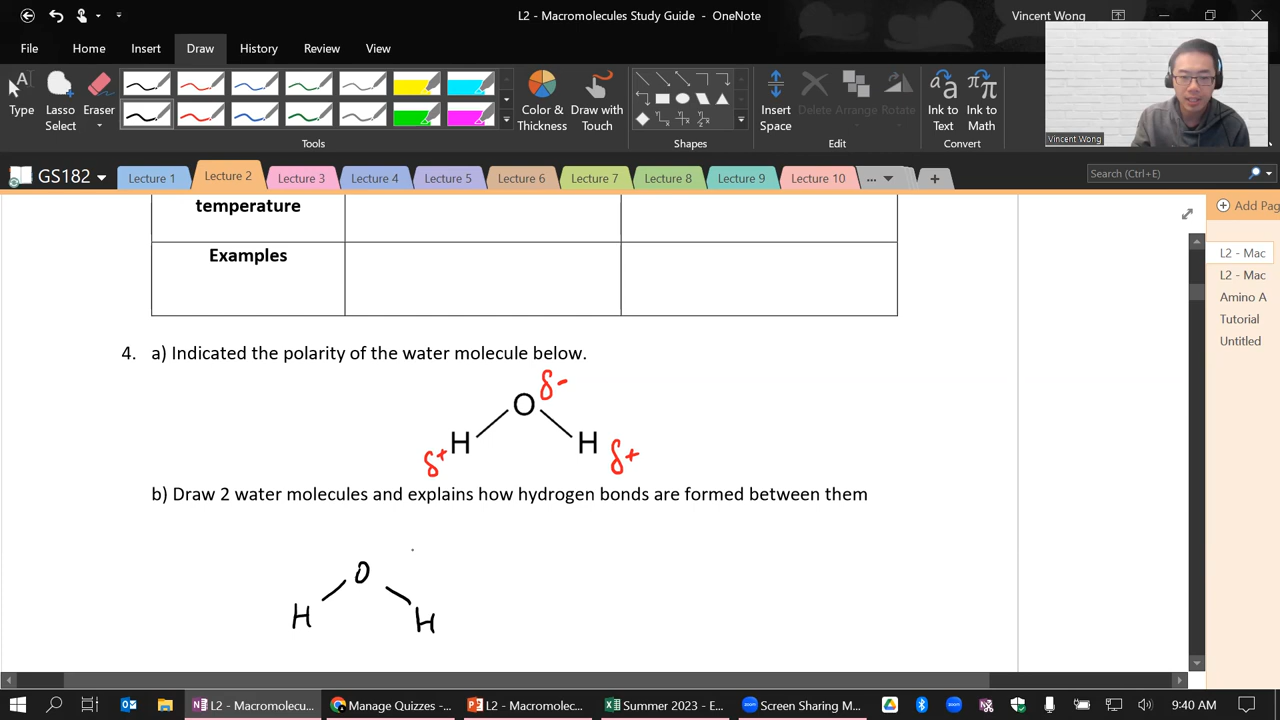 L2 - Macromolecules Study Guide - OneNote
Vincent Wong
File Home Insert Draw History Review View
Type
Lasso Select
Eraser
Color & Thickness
Draw with Touch
Insert Space
Delete Arrange Rotate
Ink to Text
Ink to Math
Tools
Shapes
Edit
Convert
Vincent Wong
GS182
Lecture 1 Lecture 2 Lecture 3 Lecture 4 Lecture 5 Lecture 6 Lecture 7 Lecture 8 Lecture 9 Lecture 10 ...
Search (Ctrl+E)
Add Pag
L2 - Mac
L2 - Mac
Amino A
Tutorial
Untitled
temperature
Examples
4. a) Indicated the polarity of the water molecule below.
δ-
O
H H
δ+ δ+
b) Draw 2 water molecules and explains how hydrogen bonds are formed between them
O
H H
L2 - Macromolecu... Manage Quizzes -... L2 – Macromolec... Summer 2023 - E... Screen Sharing M... 9:40 AM